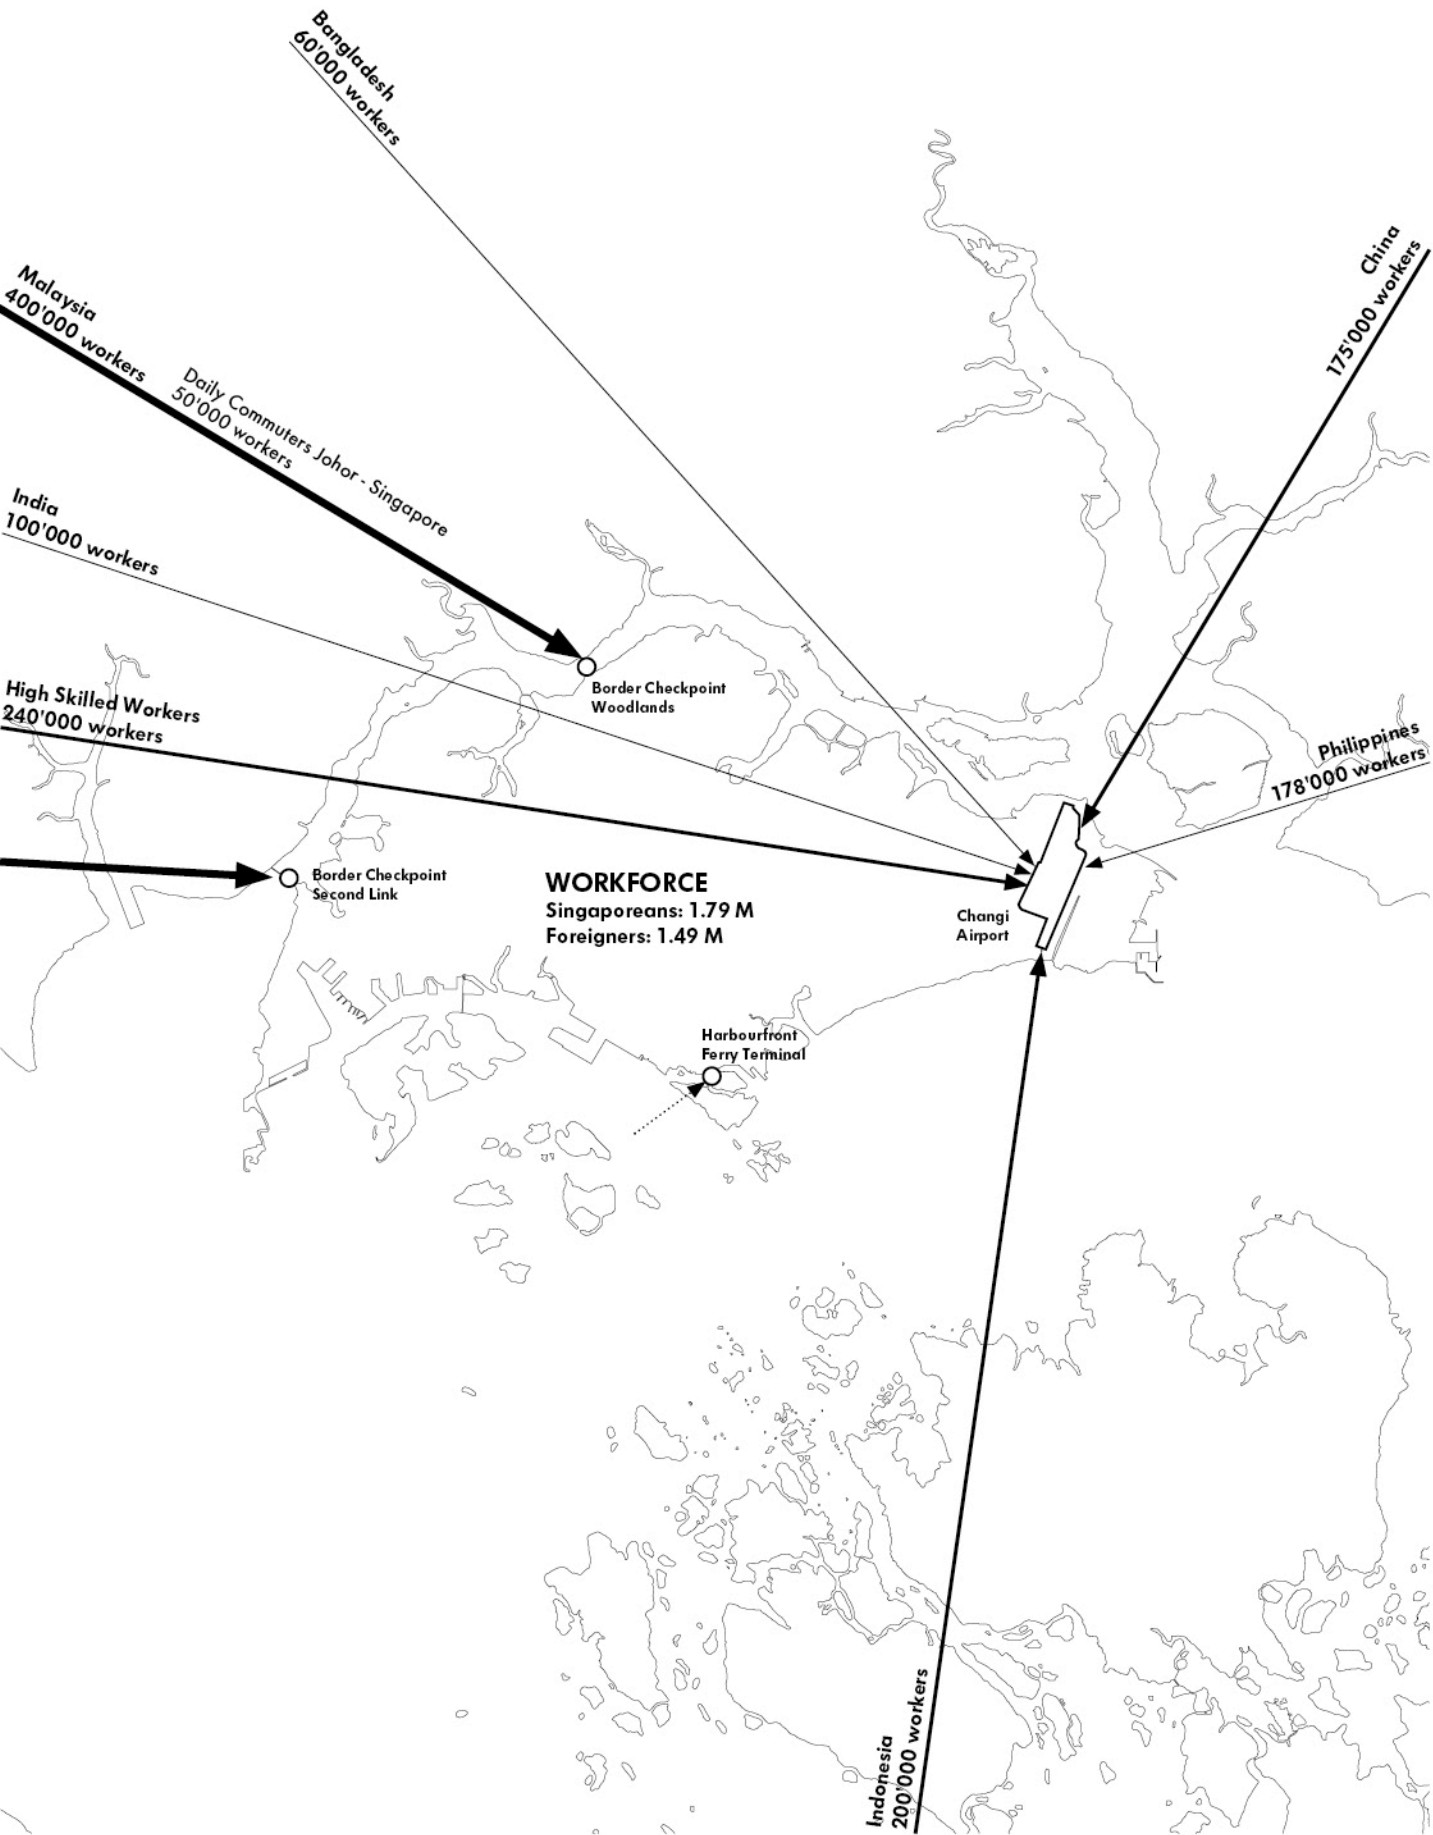 Bangladesh
60'000 workers
China
175'000 workers
Malaysia
400'000 workers
Daily Commuters Johor - Singapore
50'000 workers
India
100'000 workers
High Skilled Workers
240'000 workers
Border Checkpoint
Woodlands
Philippines
178'000 workers
Border Checkpoint
Second Link
WORKFORCE
Singaporeans: 1.79 M
Foreigners: 1.49 M
Changi
Airport
Harbourfront
Ferry Terminal
Indonesia
200'000 workers